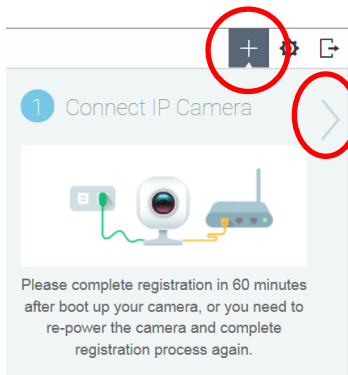 1 Connect IP Camera
Please complete registration in 60 minutes
after boot up your camera, or you need to
re-power the camera and complete
registration process again.